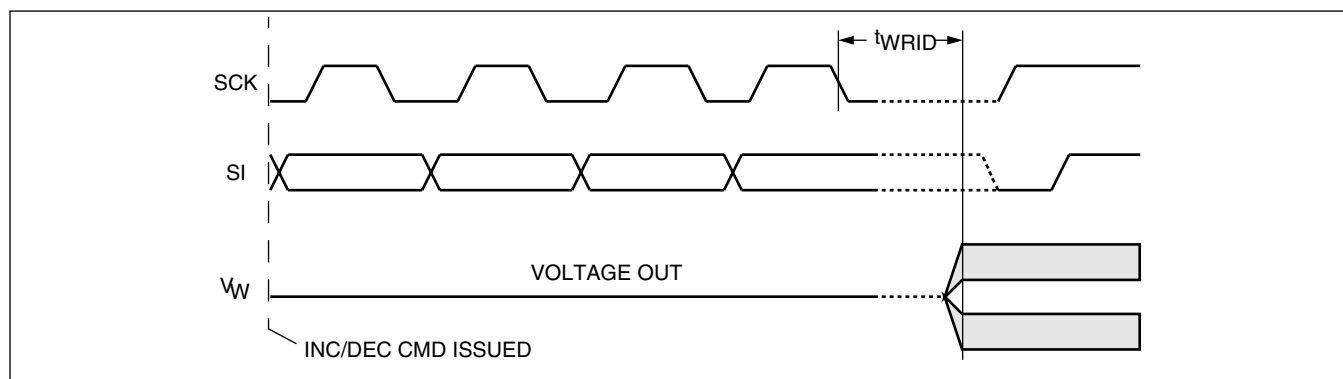 tWRID
SCK
SI
VOLTAGE OUT
VW
INC/DEC CMD ISSUED